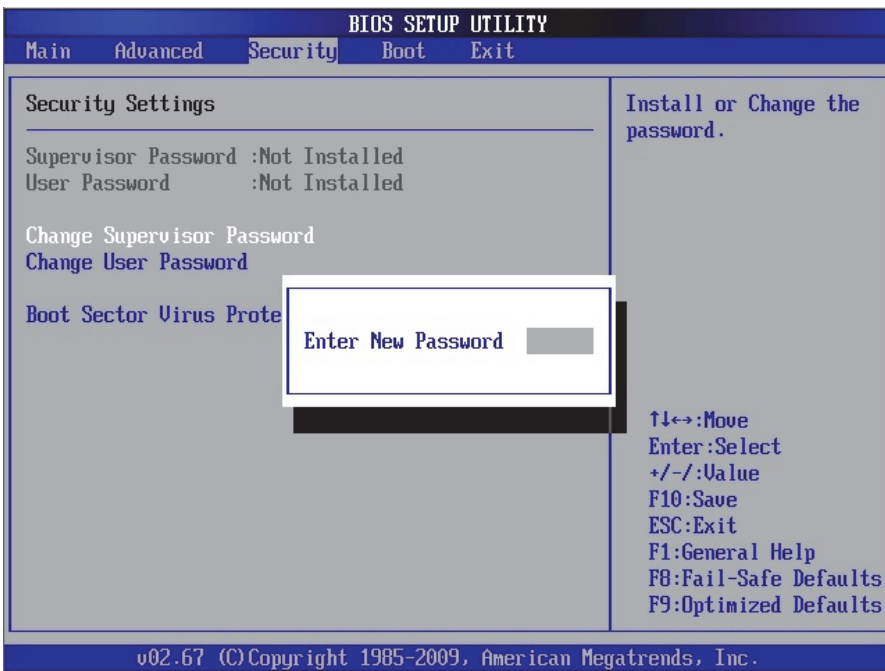 BIOS SETUP UTILITY
Main Advanced Security Boot Exit
Security Settings
Supervisor Password :Not Installed
User Password :Not Installed
Change Supervisor Password
Change User Password
Boot Sector Virus Prote
Enter New Password
Install or Change the
password.
↑↓←→:Move
Enter:Select
+/-/:Value
F10:Save
ESC:Exit
F1:General Help
F8:Fail-Safe Defaults
F9:Optimized Defaults
v02.67 (C)Copyright 1985-2009, American Megatrends, Inc.